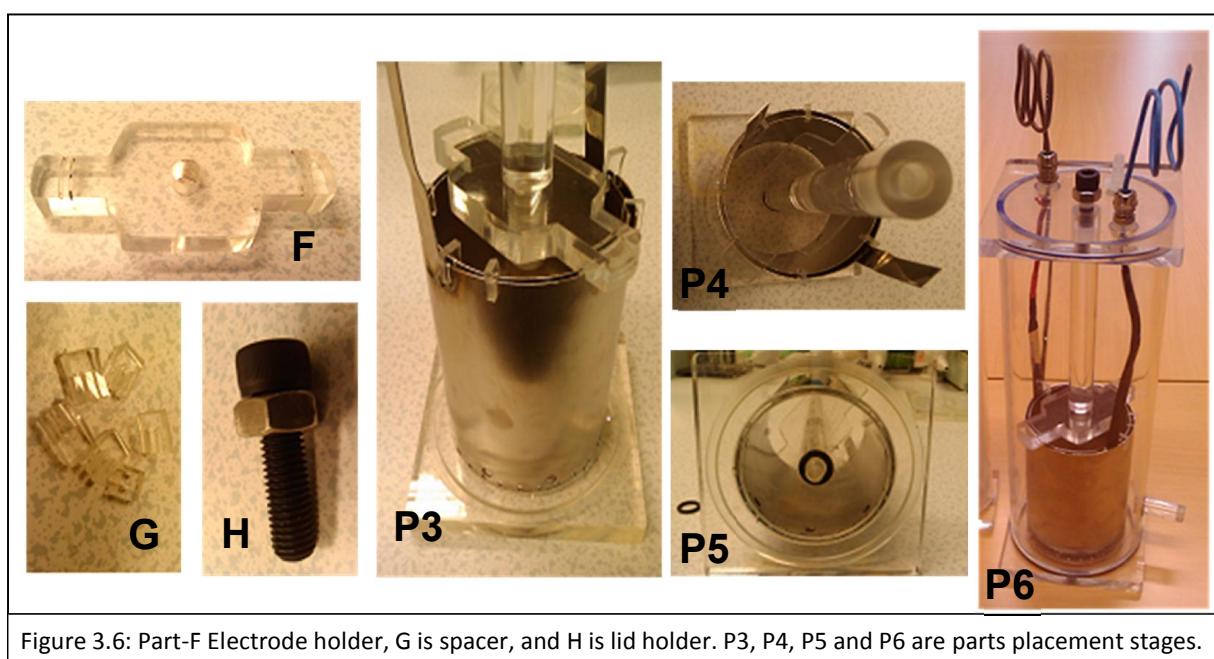 F
G
H
P3
P4
P5
P6
Figure 3.6: Part-F Electrode holder, G is spacer, and H is lid holder. P3, P4, P5 and P6 are parts placement stages.